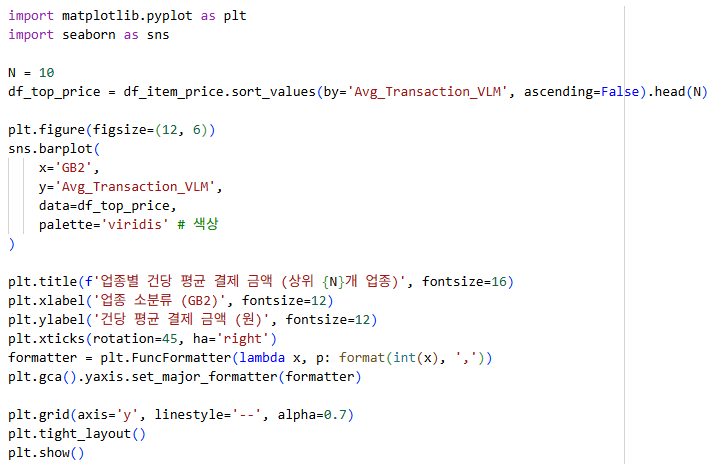 import matplotlib.pyplot as plt
import seaborn as sns
N = 10
df_top_price = df_item_price.sort_values(by='Avg_Transaction_VLM', ascending=False).head(N)
plt.figure(figsize=(12, 6))
sns.barplot(
    x='GB2',
    y='Avg_Transaction_VLM',
    data=df_top_price,
    palette='viridis' # 색상
)
plt.title(f'업종별 건당 평균 결제 금액 (상위 {N}개 업종)', fontsize=16)
plt.xlabel('업종 소분류 (GB2)', fontsize=12)
plt.ylabel('건당 평균 결제 금액 (원)', fontsize=12)
plt.xticks(rotation=45, ha='right')
formatter = plt.FuncFormatter(lambda x, p: format(int(x), ','))
plt.gca().yaxis.set_major_formatter(formatter)
plt.grid(axis='y', linestyle='--', alpha=0.7)
plt.tight_layout()
plt.show()